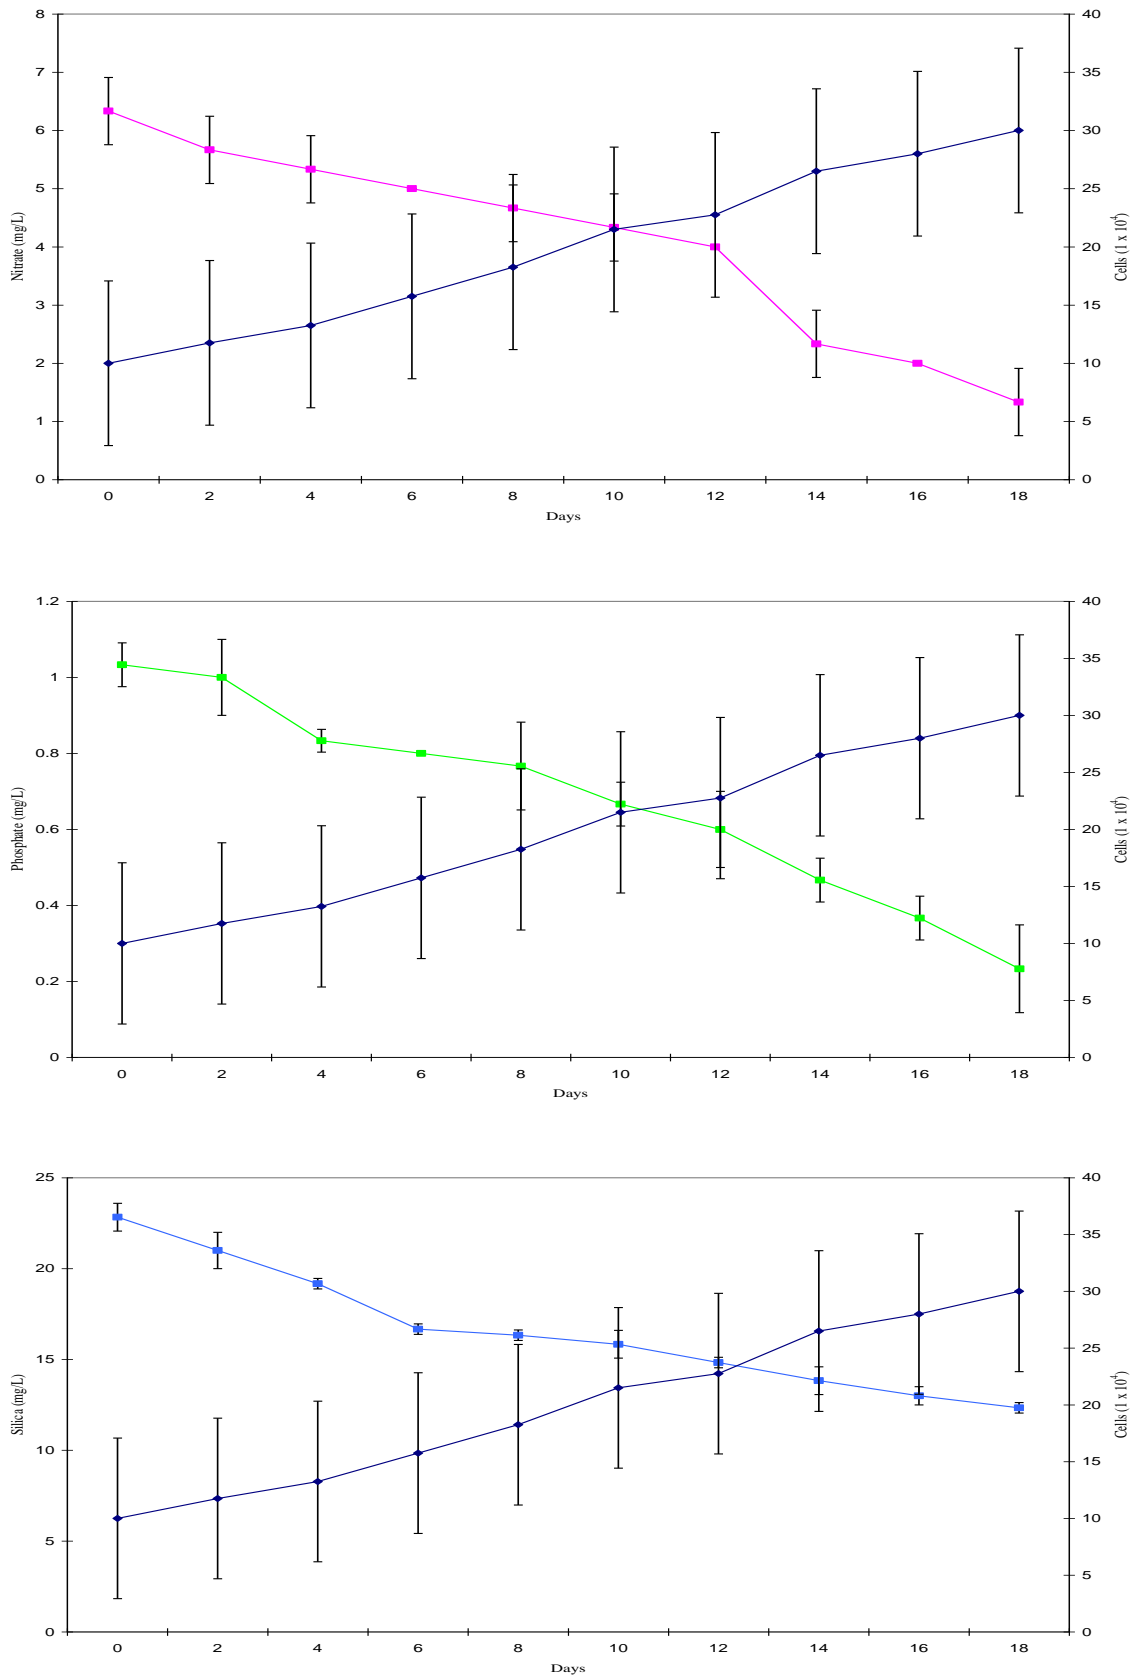 8 40
7 35
6 30
5 25
4 20
3 15
2 10
1 5
0 0
Nitrate (mg/L)
Cells (1 x 10⁴)
0 2 4 6 8 10 12 14 16 18
Days
1.2 40
35
1 30
0.8 25
0.6 20
15
0.4 10
0.2 5
0 0
Phosphate (mg/L)
Cells (1 x 10⁴)
0 2 4 6 8 10 12 14 16 18
Days
25 40
35
20 30
25
15 20
10 15
10
5 5
0 0
Silica (mg/L)
Cells (1 x 10⁴)
0 2 4 6 8 10 12 14 16 18
Days